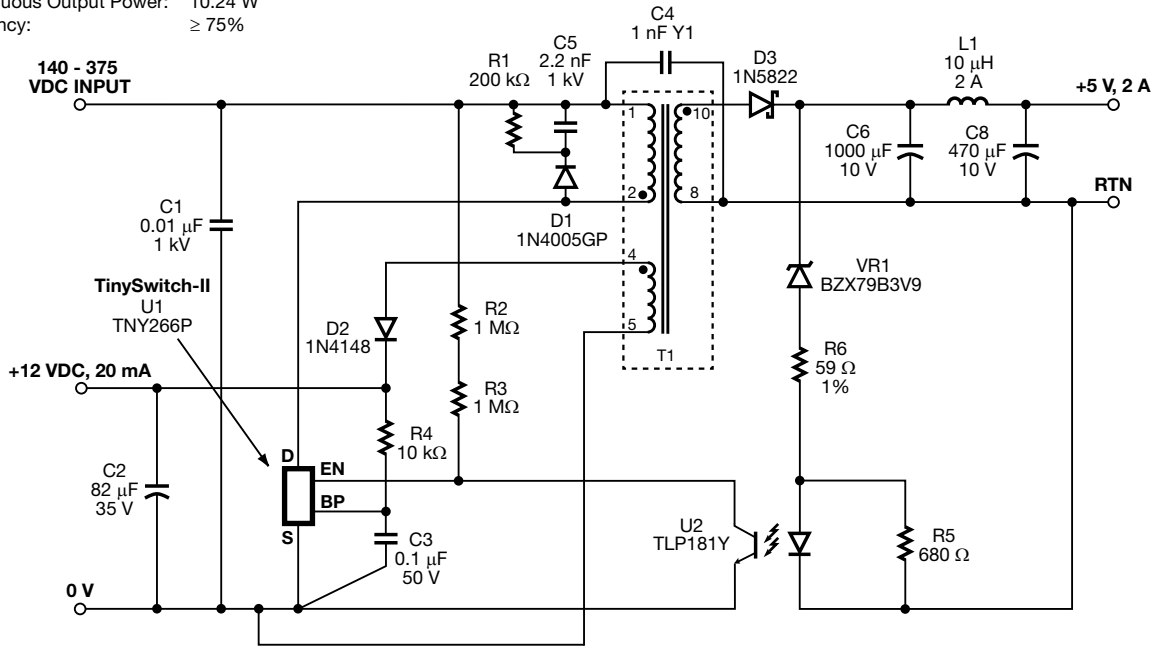 10.24 W
≥ 75%
C4
1 nF Y1
C5
2.2 nF
1 kV
R1
200 kΩ
D3
1N5822
L1
10 µH
2 A
140 - 375
VDC INPUT
+5 V, 2 A
1
10
C6
1000 µF
10 V
C8
470 µF
10 V
2
8
RTN
C1
0.01 µF
1 kV
D1
1N4005GP
4
VR1
BZX79B3V9
TinySwitch-II
U1
TNY266P
D2
1N4148
R2
1 MΩ
5
T1
R6
59 Ω
1%
+12 VDC, 20 mA
R3
1 MΩ
R4
10 kΩ
D
EN
BP
S
C2
82 µF
35 V
C3
0.1 µF
50 V
U2
TLP181Y
R5
680 Ω
0 V